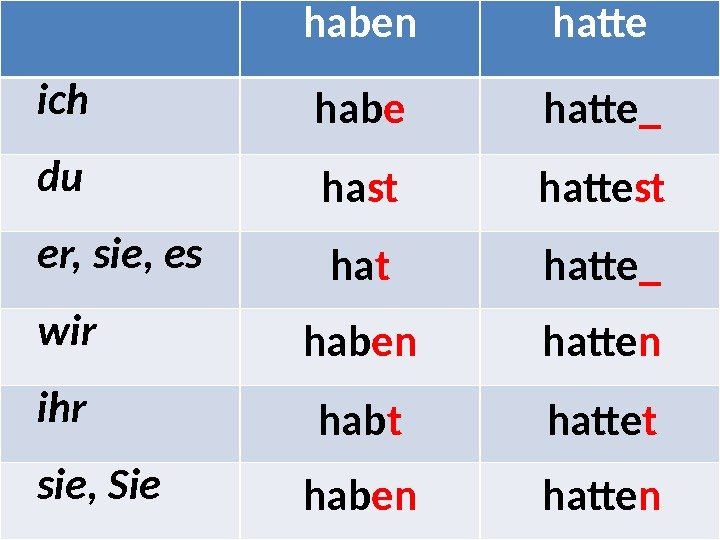 haben hatte
ich habe hatte_
du hast hattest
er, sie, es hat hatte_
wir haben hatten
ihr habt hattet
sie, Sie haben hatten